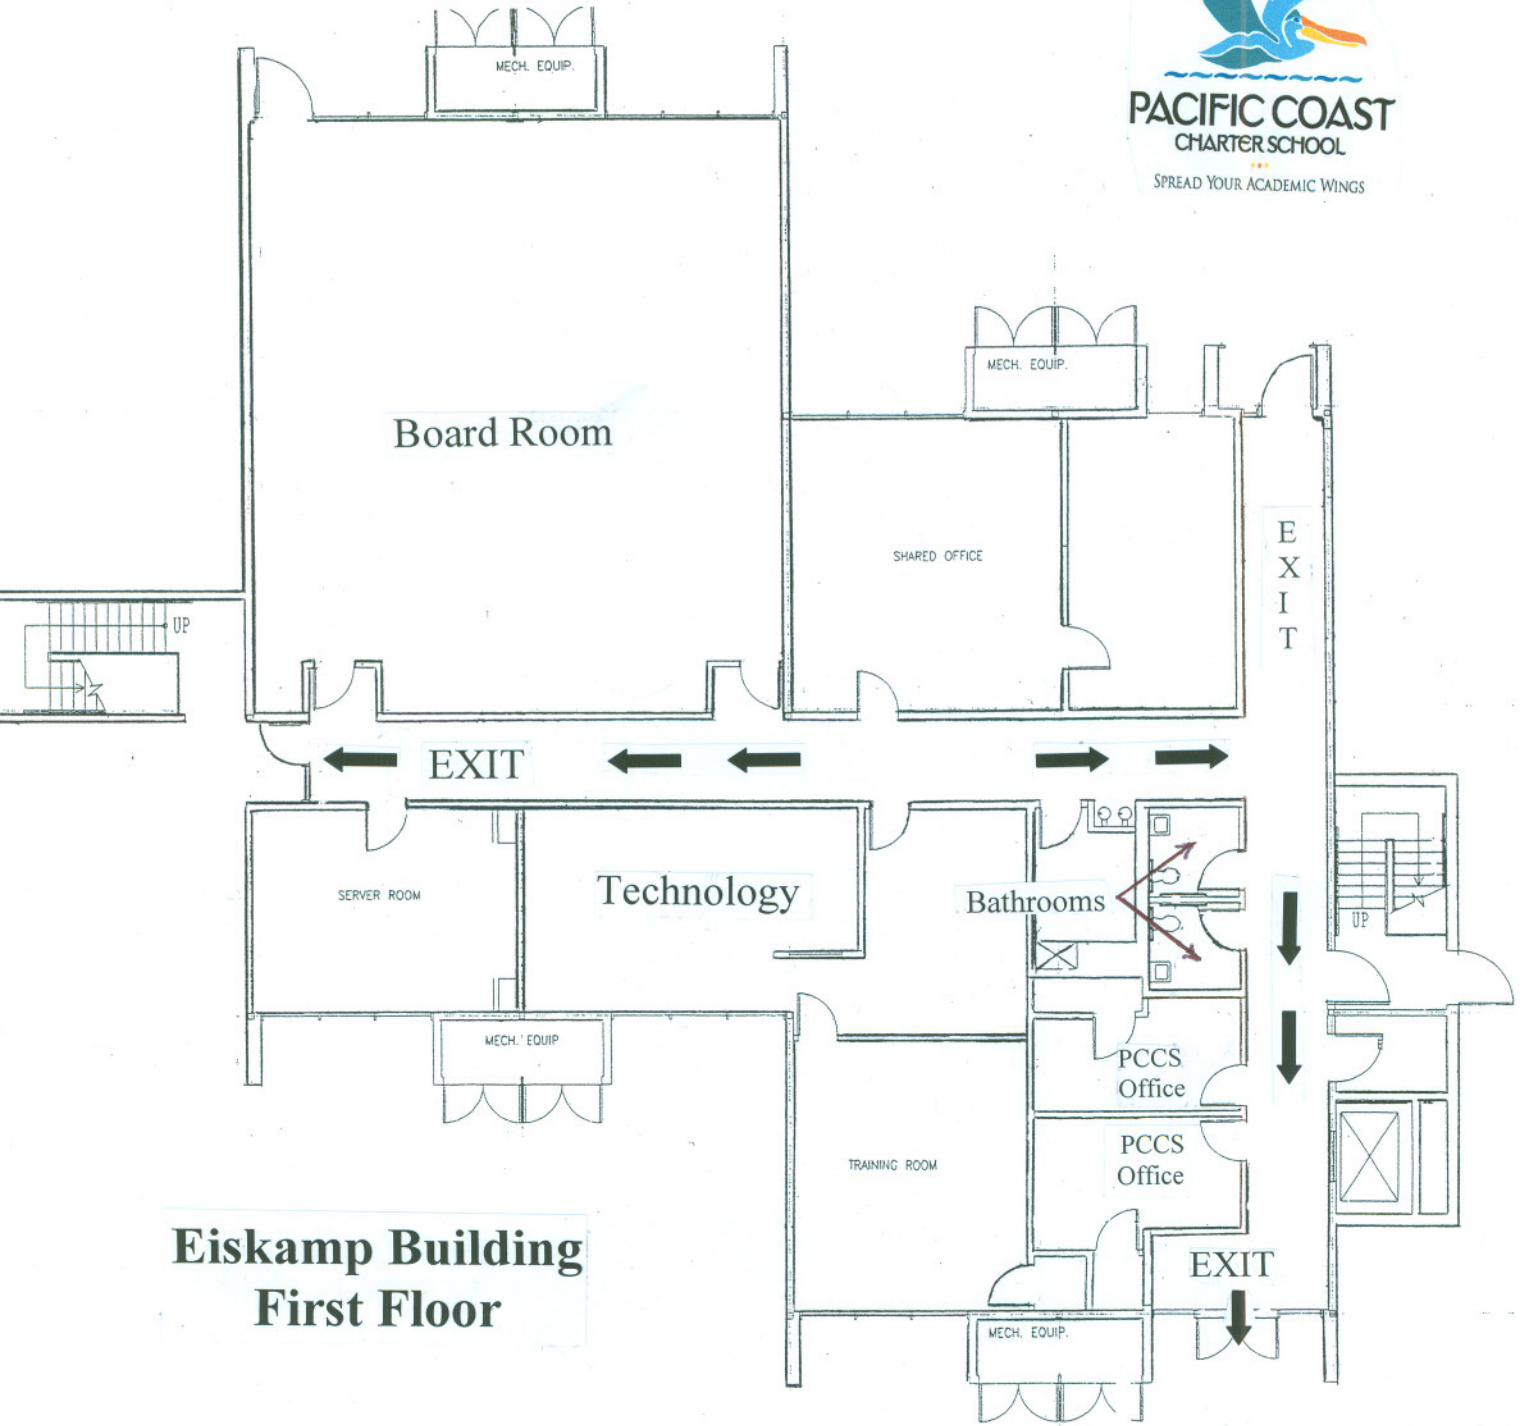 MECH. EQUIP.
PACIFIC COAST
CHARTER SCHOOL
SPREAD YOUR ACADEMIC WINGS
MECH. EQUIP.
Board Room
SHARED OFFICE
E
X
I
T
UP
EXIT
SERVER ROOM
Technology
Bathrooms
UP
MECH. EQUIP
PCCS
Office
PCCS
Office
TRAINING ROOM
Eiskamp Building
First Floor
EXIT
MECH. EQUIP.